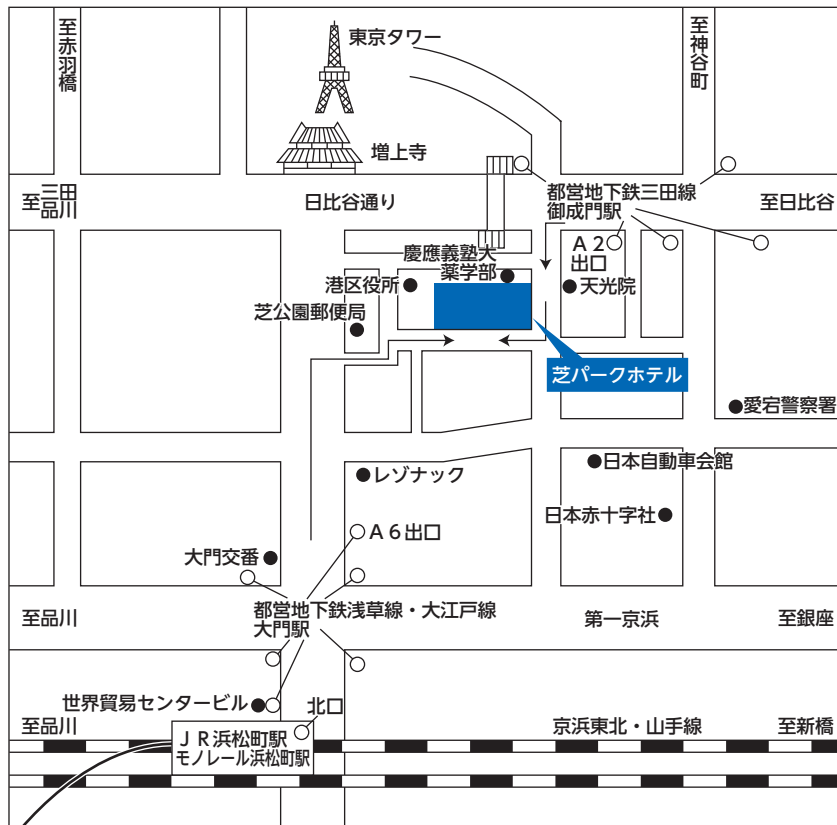 至赤羽橋
東京タワー
至神谷町
増上寺
至三田
品川
日比谷通り
都営地下鉄三田線
御成門駅
至日比谷
A2
出口
慶應義塾大
薬学部
港区役所
天光院
芝公園郵便局
芝パークホテル
愛宕警察署
レゾナック
日本自動車会館
日本赤十字社
A6出口
大門交番
至品川
都営地下鉄浅草線・大江戸線
大門駅
第一京浜
至銀座
世界貿易センタービル
北口
至品川
JR浜松町駅
モノレール浜松町駅
京浜東北・山手線
至新橋